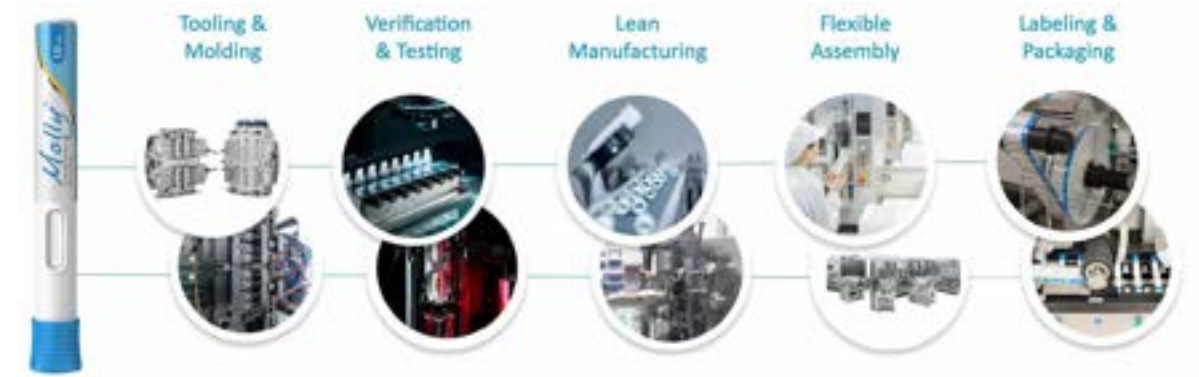 Tooling &
Molding
Verification
& Testing
Lean
Manufacturing
Flexible
Assembly
Labeling &
Packaging
Molly